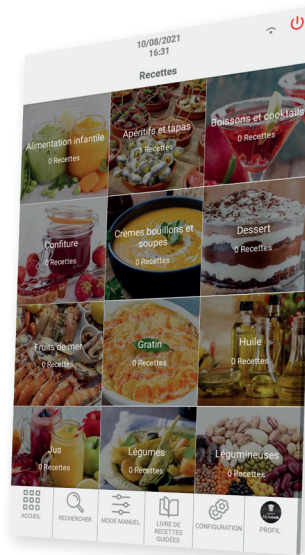 10/08/2021
16:31
Recettes
Alimentation infantile
0 Recettes
Apéritifs et tapas
0 Recettes
Boissons et cocktails
0 Recettes
Confiture
0 Recettes
Crèmes bouillons et
soupes
0 Recettes
Dessert
0 Recettes
Fruits de mer
0 Recettes
Gratin
0 Recettes
Huile
0 Recettes
Jus
0 Recettes
Légumes
0 Recettes
Légumineuses
0 Recettes
ACCUEIL
RECHERCHER
MODE MANUEL
LIVRE DE
RECETTES
GUIDÉES
CONFIGURATION
PROFIL